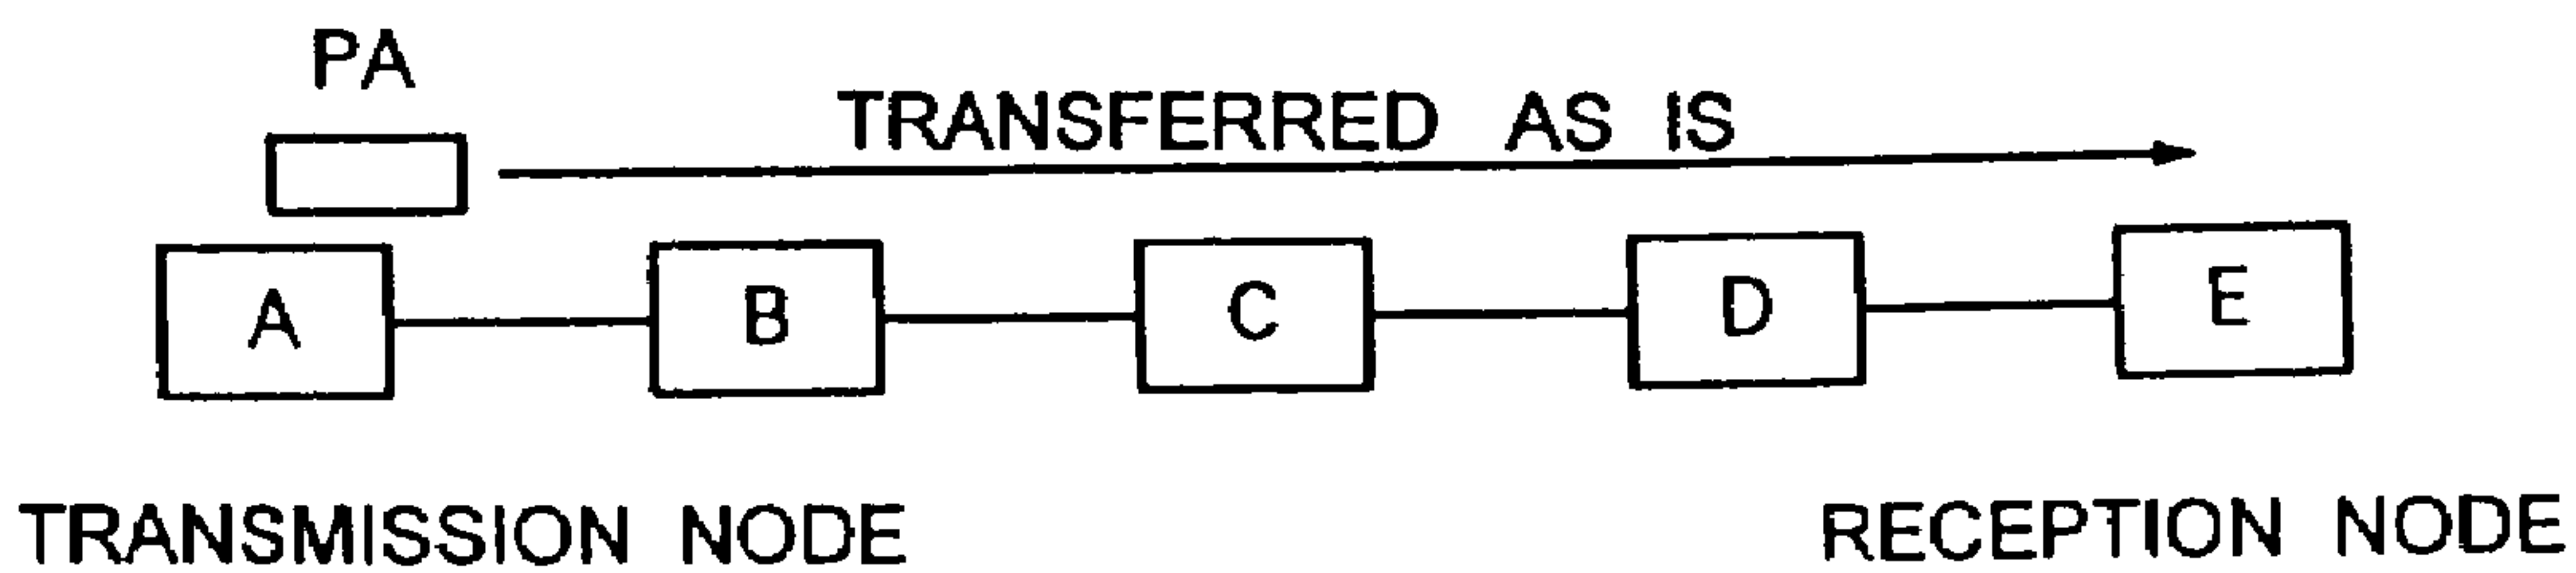 PA
TRANSFERRED AS IS
A B C D E
TRANSMISSION NODE RECEPTION NODE